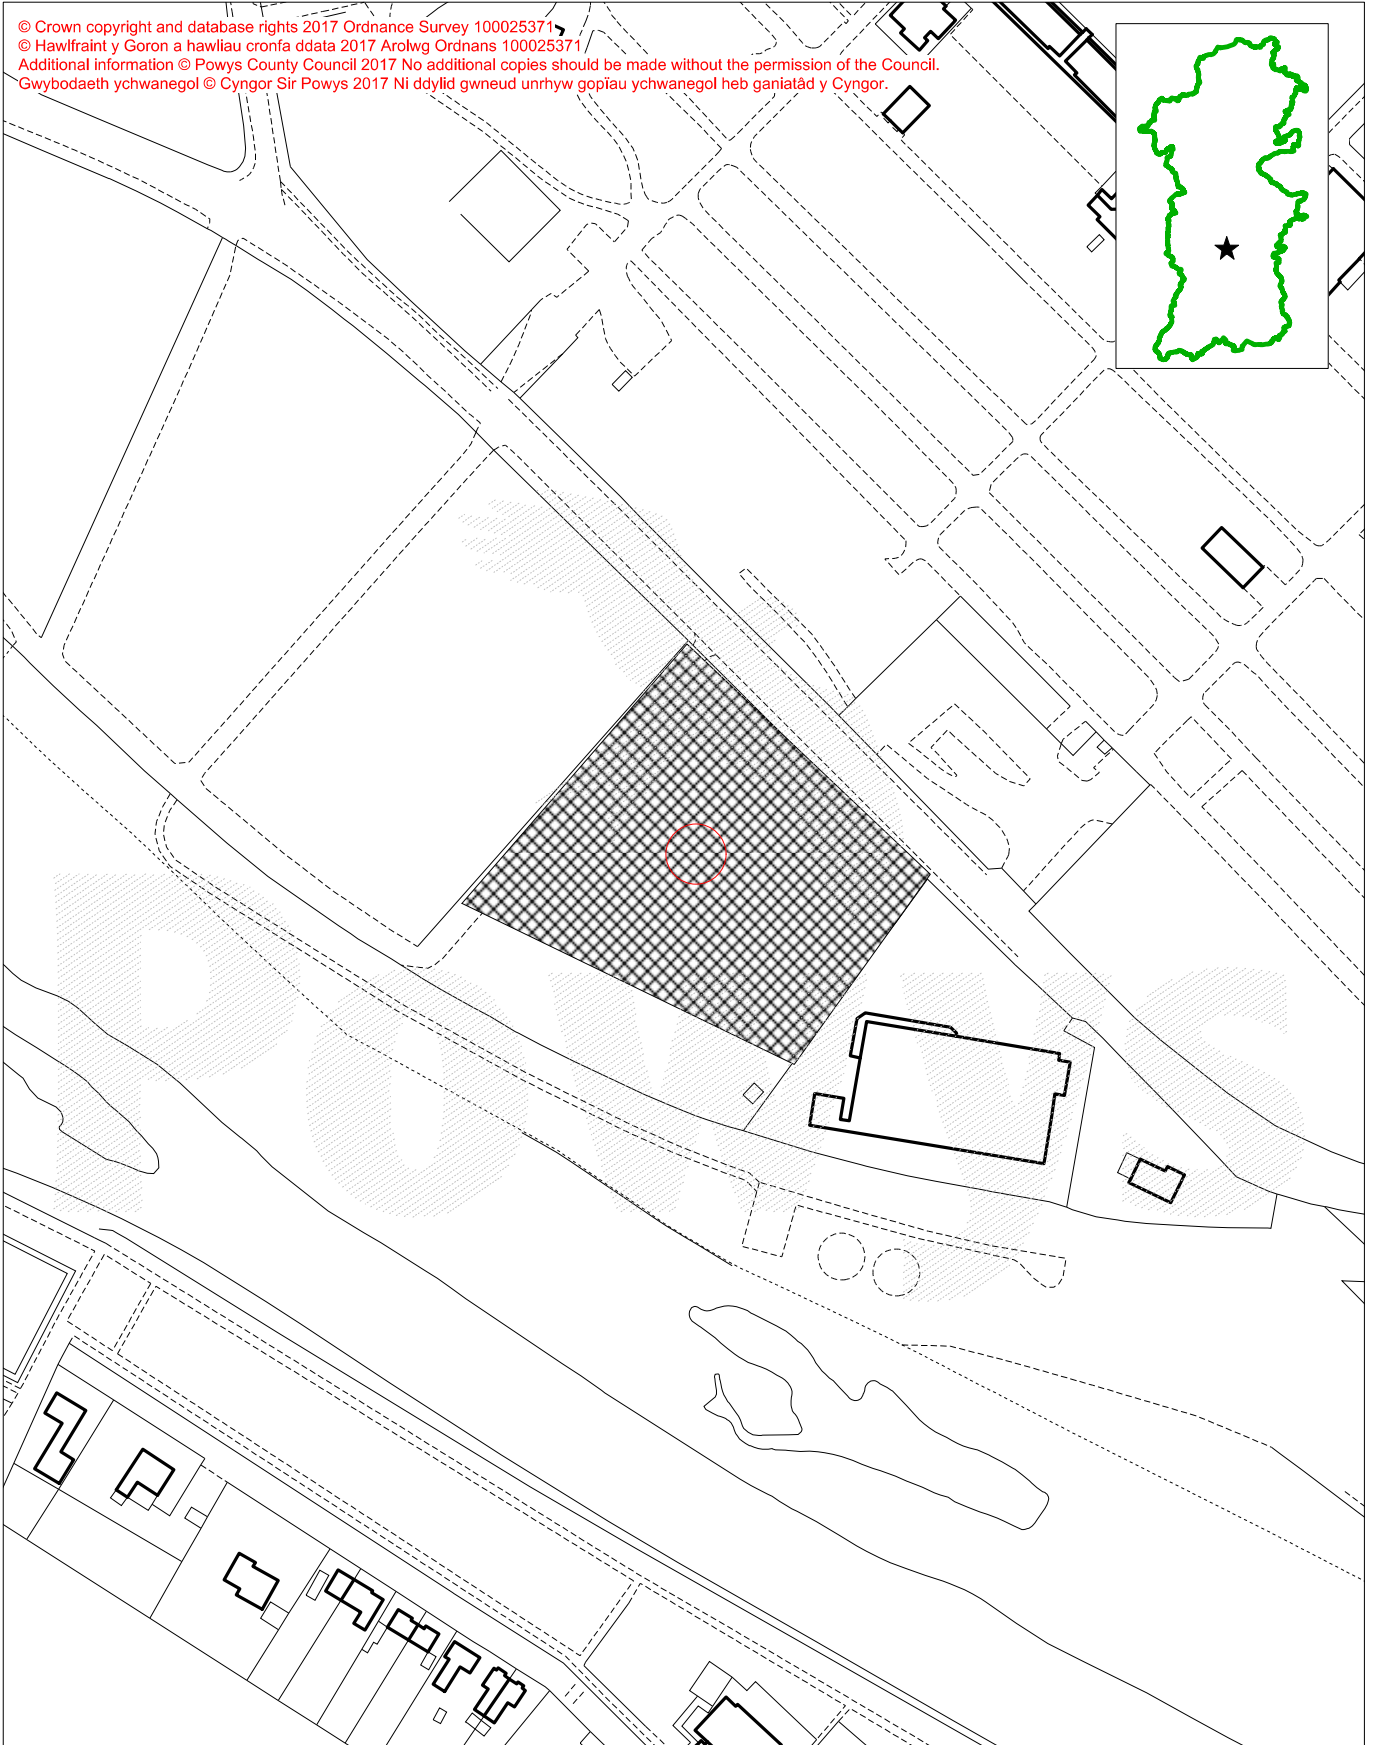 © Crown copyright and database rights 2017 Ordnance Survey 100025371
© Hawlfraint y Goron a hawliau cronfa ddata 2017 Arolwg Ordnans 100025371
Additional information © Powys County Council 2017 No additional copies should be made without the permission of the Council.
Gwybodaeth ychwanegol © Cyngor Sir Powys 2017 Ni ddylid gwneud unrhyw gopïau ychwanegol heb ganiatâd y Cyngor.
Powys